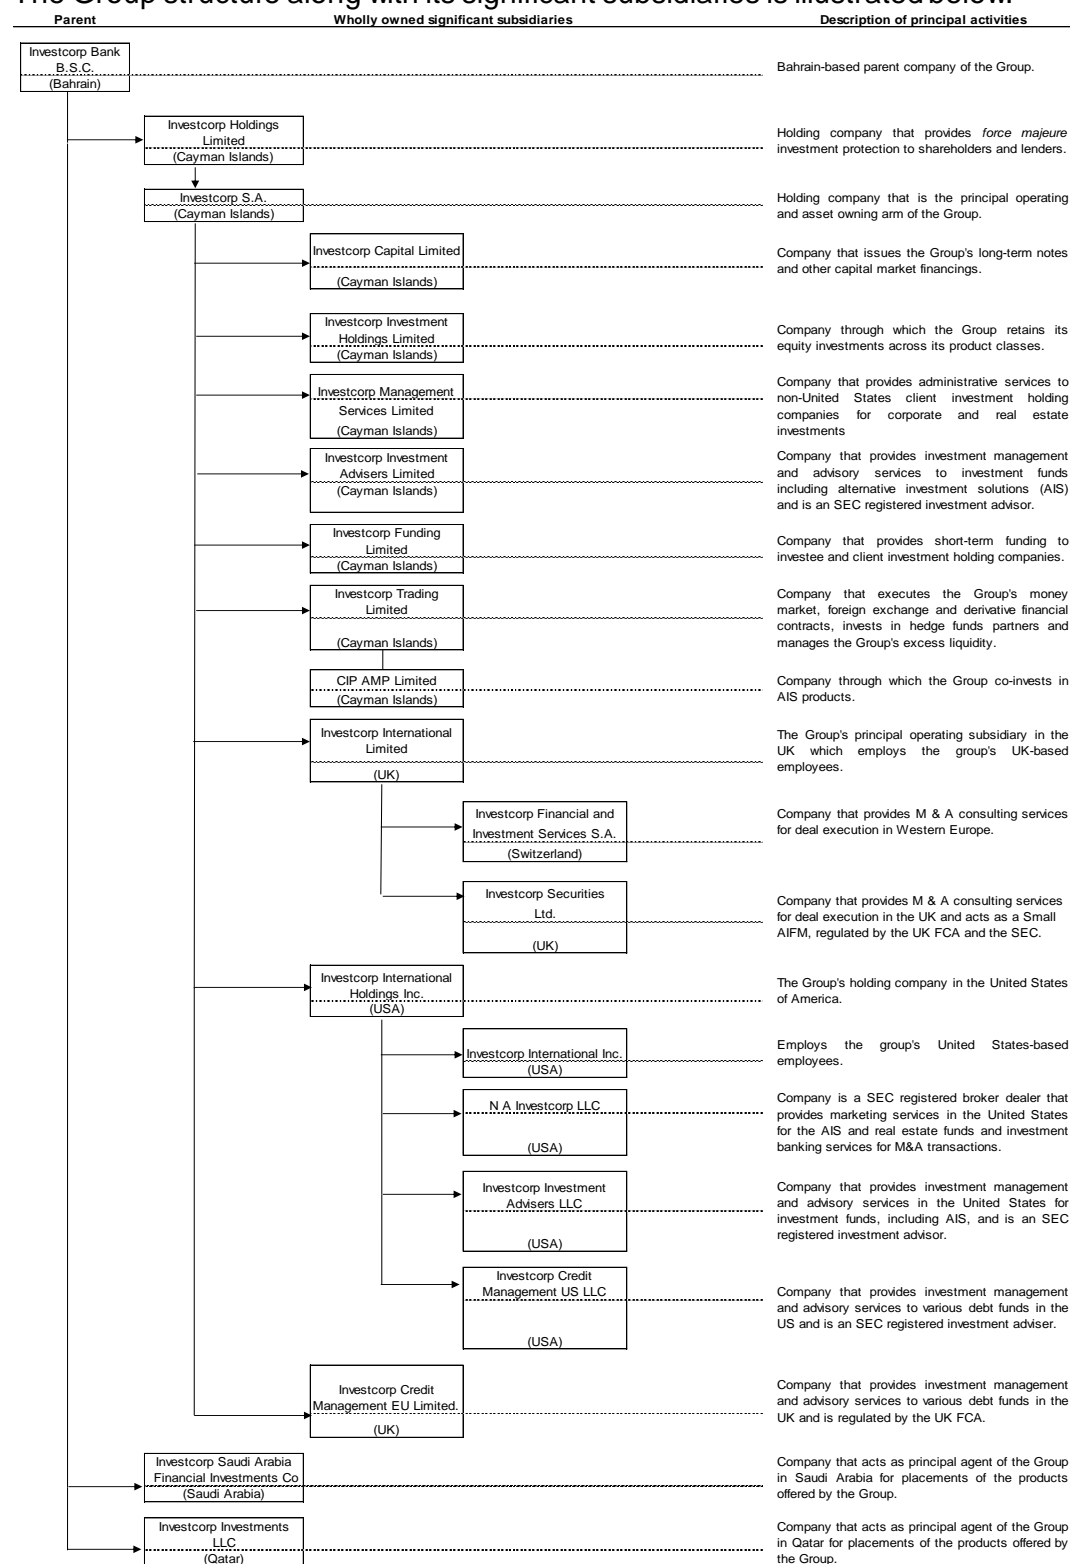 The Group structure along with its significant subsidiaries is illustrated below.
Parent
Wholly owned significant subsidiaries
Description of principal activities
Investcorp Bank
B.S.C.
(Bahrain)
Bahrain-based parent company of the Group.
Investcorp Holdings
Limited
(Cayman Islands)
Holding company that provides force majeure
investment protection to shareholders and lenders.
Investcorp S.A.
(Cayman Islands)
Holding company that is the principal operating
and asset owning arm of the Group.
Investcorp Capital Limited
(Cayman Islands)
Company that issues the Group's long-term notes
and other capital market financings.
Investcorp Investment
Holdings Limited
(Cayman Islands)
Company through which the Group retains its
equity investments across its product classes.
Investcorp Management
Services Limited
(Cayman Islands)
Company that provides administrative services to
non-United States client investment holding
companies for corporate and real estate
investments
Investcorp Investment
Advisers Limited
(Cayman Islands)
Company that provides investment management
and advisory services to investment funds
including alternative investment solutions (AIS)
and is an SEC registered investment advisor.
Investcorp Funding
Limited
(Cayman Islands)
Company that provides short-term funding to
investee and client investment holding companies.
Investcorp Trading
Limited
(Cayman Islands)
Company that executes the Group's money
market, foreign exchange and derivative financial
contracts, invests in hedge funds partners and
manages the Group's excess liquidity.
CIP AMP Limited
(Cayman Islands)
Company through which the Group co-invests in
AIS products.
Investcorp International
Limited
(UK)
The Group's principal operating subsidiary in the
UK which employs the group's UK-based
employees.
Investcorp Financial and
Investment Services S.A.
(Switzerland)
Company that provides M & A consulting services
for deal execution in Western Europe.
Investcorp Securities
Ltd.
(UK)
Company that provides M & A consulting services
for deal execution in the UK and acts as a Small
AIFM, regulated by the UK FCA and the SEC.
Investcorp International
Holdings Inc.
(USA)
The Group's holding company in the United States
of America.
Investcorp International Inc.
(USA)
Employs the group's United States-based
employees.
N A Investcorp LLC
(USA)
Company is a SEC registered broker dealer that
provides marketing services in the United States
for the AIS and real estate funds and investment
banking services for M&A transactions.
Investcorp Investment
Advisers LLC
(USA)
Company that provides investment management
and advisory services in the United States for
investment funds, including AIS, and is an SEC
registered investment advisor.
Investcorp Credit
Management US LLC
(USA)
Company that provides investment management
and advisory services to various debt funds in the
US and is an SEC registered investment adviser.
Investcorp Credit
Management EU Limited.
(UK)
Company that provides investment management
and advisory services to various debt funds in the
UK and is regulated by the UK FCA.
Investcorp Saudi Arabia
Financial Investments Co
(Saudi Arabia)
Company that acts as principal agent of the Group
in Saudi Arabia for placements of the products
offered by the Group.
Investcorp Investments
LLC
(Qatar)
Company that acts as principal agent of the Group
in Qatar for placements of the products offered by
the Group.